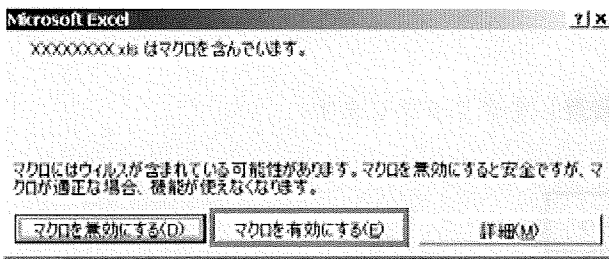 Microsoft Excel ? ×
XXXXXXXX.xls はマクロを含んでいます。
マクロにはウィルスが含まれている可能性があります。マクロを無効にすると安全ですが、マ
クロが適正な場合、機能が使えなくなります。
マクロを無効にする(D) マクロを有効にする(E) 詳細(M)